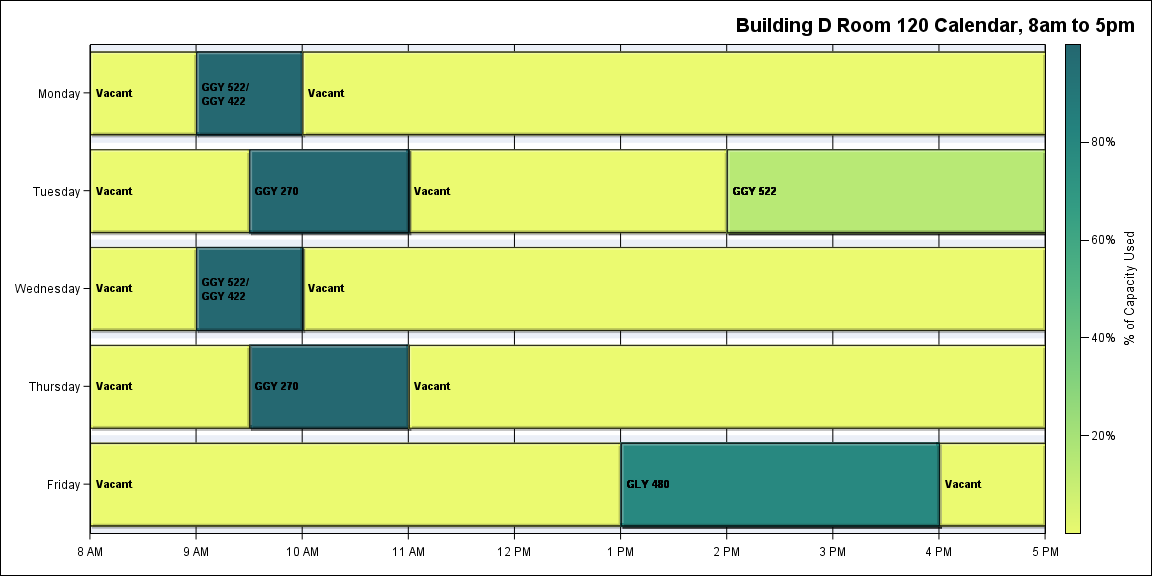 Building D Room 120 Calendar, 8am to 5pm
Monday
Vacant
GGY 522/
GGY 422
Vacant
Tuesday
Vacant
GGY 270
Vacant
GGY 522
Wednesday
Vacant
GGY 522/
GGY 422
Vacant
Thursday
Vacant
GGY 270
Vacant
Friday
Vacant
GLY 480
Vacant
8 AM
9 AM
10 AM
11 AM
12 PM
1 PM
2 PM
3 PM
4 PM
5 PM
80%
60%
40%
20%
% of Capacity Used